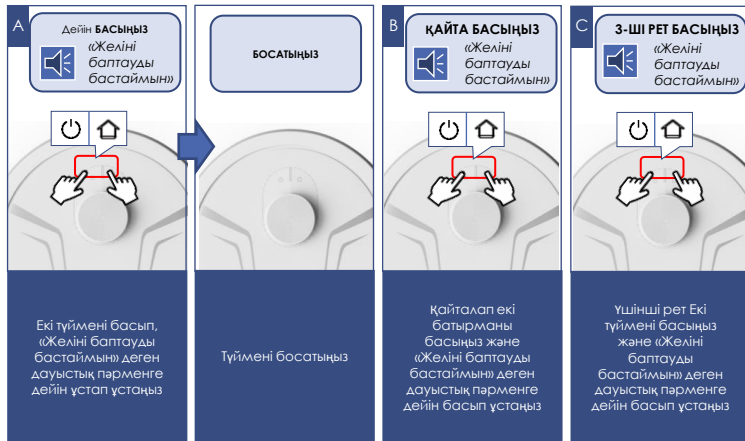 A
Дейін БАСЫҢЫЗ
«Желіні
баптауды
бастаймын»
Екі түймені басып,
«Желіні баптауды
бастаймын» деген
дауыстық пәрменге
дейін ұстап ұстаңыз
БОСАТЫҢЫЗ
Түймені босатыңыз
B
ҚАЙТА БАСЫҢЫЗ
«Желіні
баптауды
бастаймын»
Қайталап екі
батырманы
басыңыз және
«Желіні баптауды
бастаймын» деген
дауыстық пәрменге
дейін басып ұстаңыз
C
3-ШІ РЕТ БАСЫҢЫЗ
«Желіні
баптауды
бастаймын»
Үшінші рет Екі
түймені басыңыз
және «Желіні
баптауды
бастаймын» деген
дауыстық пәрменге
дейін басып ұстаңыз